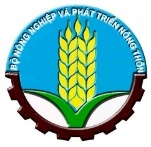 BỘ NÔNG NGHIỆP VÀ PHÁT TRIỂN NÔNG THÔN